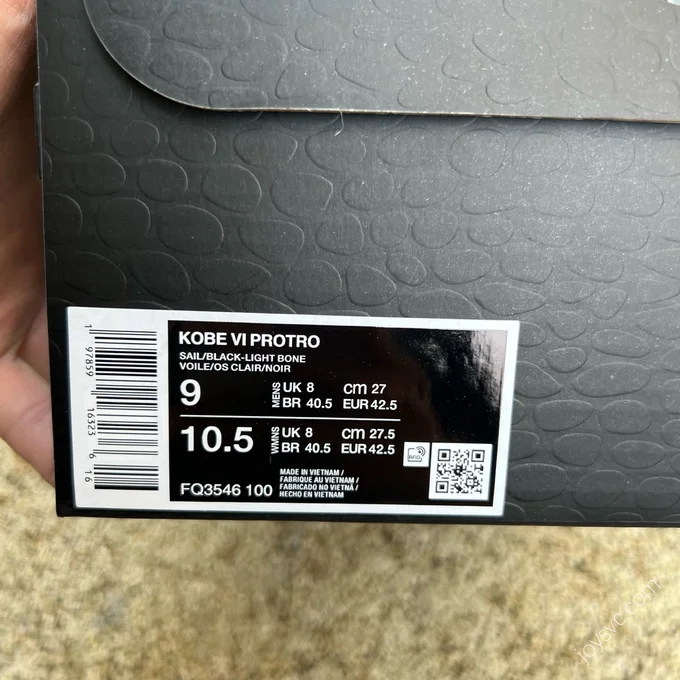 KOBE VI PROTRO
SAIL/BLACK-LIGHT BONE
VOILE/OS CLAIR/NOIR
9 MENS UK 8 CM 27
BR 40.5 EUR 42.5
10.5 WMNS UK 8 CM 27.5
BR 40.5 EUR 42.5
RFID
FQ3546 100
MADE IN VIETNAM /
FABRIQUE AU VIETNAM /
FABRICADO NO VIETNÃ /
HECHO EN VIETNAM
1 97859 16323 6 16
joysvc.com